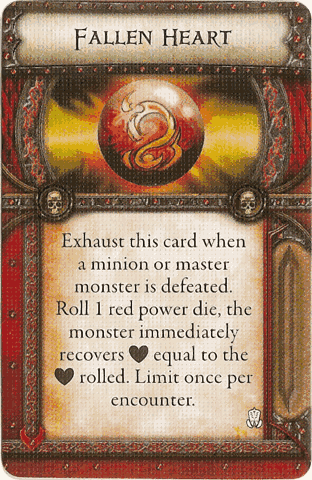 Fallen Heart
Exhaust this card when
a minion or master
monster is defeated.
Roll 1 red power die, the
monster immediately
recovers ♥ equal to the
♥ rolled. Limit once per
encounter.